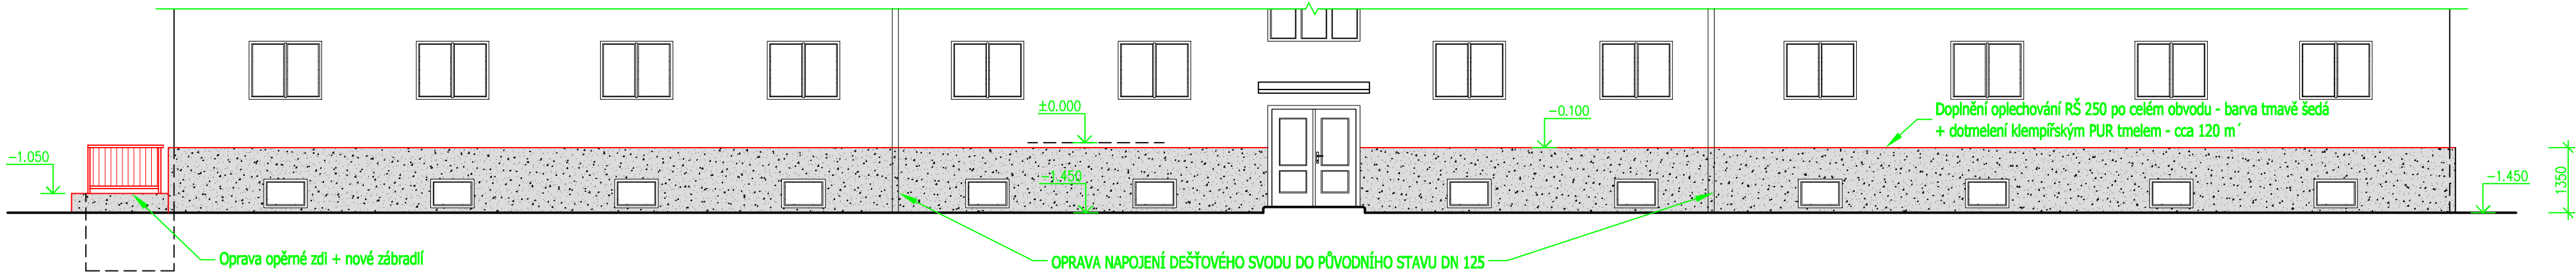 ±0.000
-0.100
Doplnění oplechování RŠ 250 po celém obvodu - barva tmavě šedá
+ dotmelení klempířským PUR tmelem - cca 120 m´
-1.050
-1.450
-1.450
1350
Oprava opěrné zdi + nové zábradlí
OPRAVA NAPOJENÍ DEŠŤOVÉHO SVODU DO PŮVODNÍHO STAVU DN 125